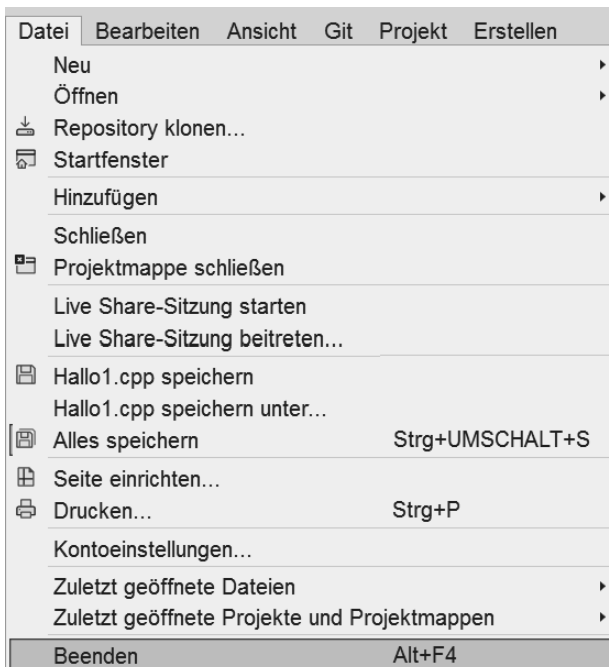 Datei Bearbeiten Ansicht Git Projekt Erstellen
Neu
Öffnen
Repository klonen...
Startfenster
Hinzufügen
Schließen
Projektmappe schließen
Live Share-Sitzung starten
Live Share-Sitzung beitreten...
Hallo1.cpp speichern
Hallo1.cpp speichern unter...
Alles speichern Strg+UMSCHALT+S
Seite einrichten...
Drucken... Strg+P
Kontoeinstellungen...
Zuletzt geöffnete Dateien
Zuletzt geöffnete Projekte und Projektmappen
Beenden Alt+F4